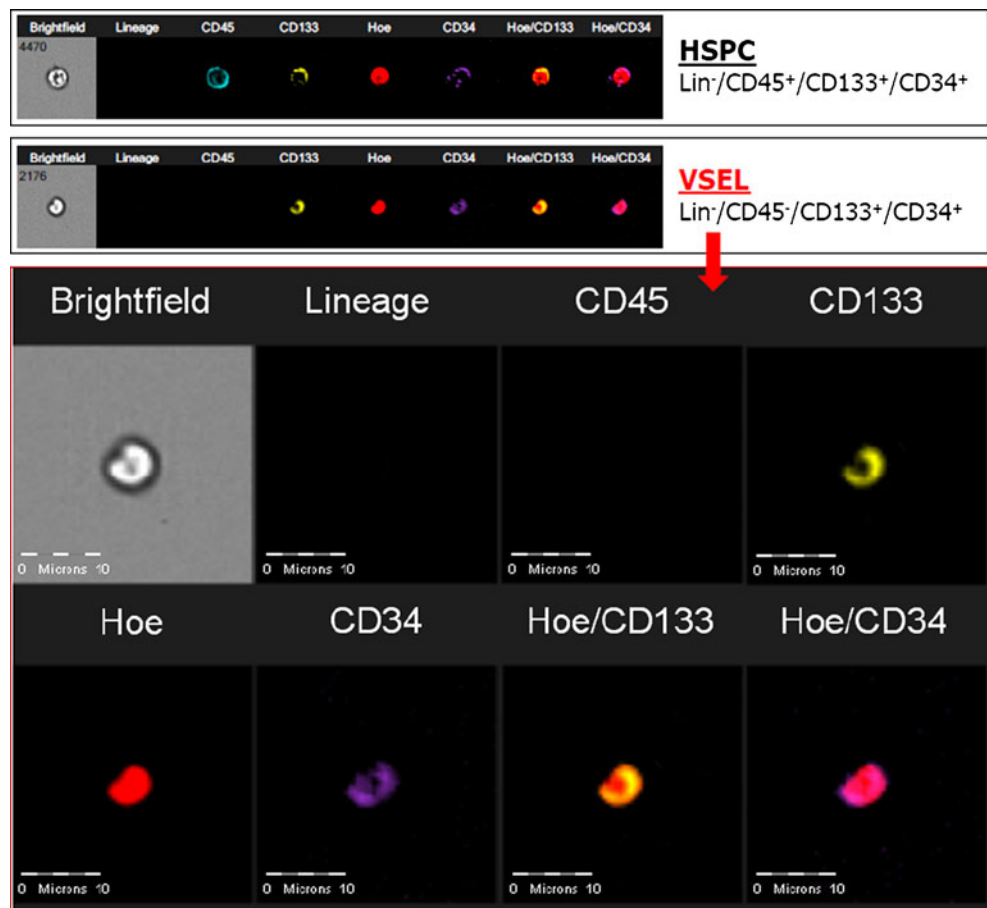 Brightfield Lineage CD45 CD133 Hoe CD34 Hoe/CD133 Hoe/CD34
4470
HSPC
Lin⁻/CD45⁺/CD133⁺/CD34⁺
Brightfield Lineage CD45 CD133 Hoe CD34 Hoe/CD133 Hoe/CD34
2176
VSEL
Lin⁻/CD45⁻/CD133⁺/CD34⁺
Brightfield Lineage CD45 CD133
0 Microns 10 0 Microns 10 0 Microns 10 0 Microns 10
Hoe CD34 Hoe/CD133 Hoe/CD34
0 Microns 10 0 Microns 10 0 Microns 10 0 Microns 10